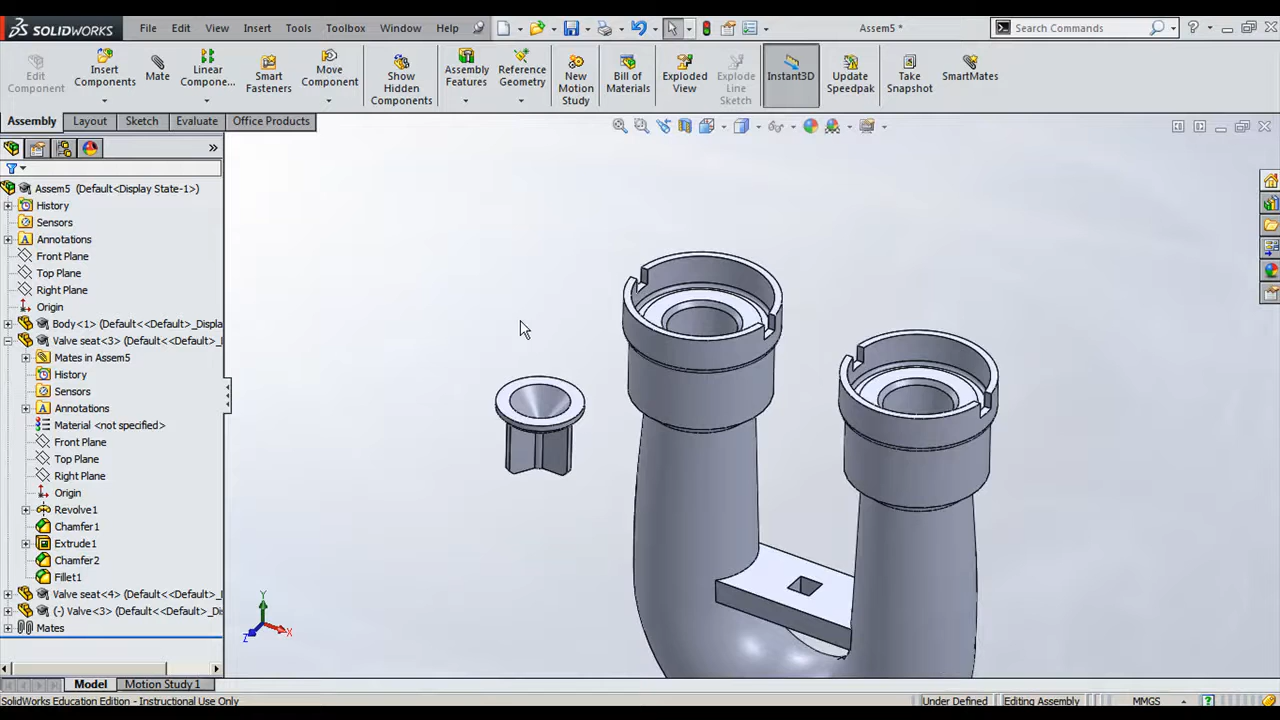 SOLIDWORKS File Edit View Insert Tools Toolbox Window Help Assem5 * Search Commands
Edit Component
Insert Components
Mate
Linear Compone...
Smart Fasteners
Move Component
Show Hidden Components
Assembly Features
Reference Geometry
New Motion Study
Bill of Materials
Exploded View
Explode Line Sketch
Instant3D
Update Speedpak
Take Snapshot
SmartMates
Assembly Layout Sketch Evaluate Office Products
Assem5 (Default<Display State-1>)
History
Sensors
Annotations
Front Plane
Top Plane
Right Plane
Origin
Body<1> (Default<<Default>_Displa
Valve seat<3> (Default<<Default>_
Mates in Assem5
History
Sensors
Annotations
Material <not specified>
Front Plane
Top Plane
Right Plane
Origin
Revolve1
Chamfer1
Extrude1
Chamfer2
Fillet1
Valve seat<4> (Default<<Default>_
(-) Valve<3> (Default<<Default>_Dis
Mates
Y
X
Z
Model Motion Study 1
SolidWorks Education Edition - Instructional Use Only Under Defined Editing Assembly MMGS